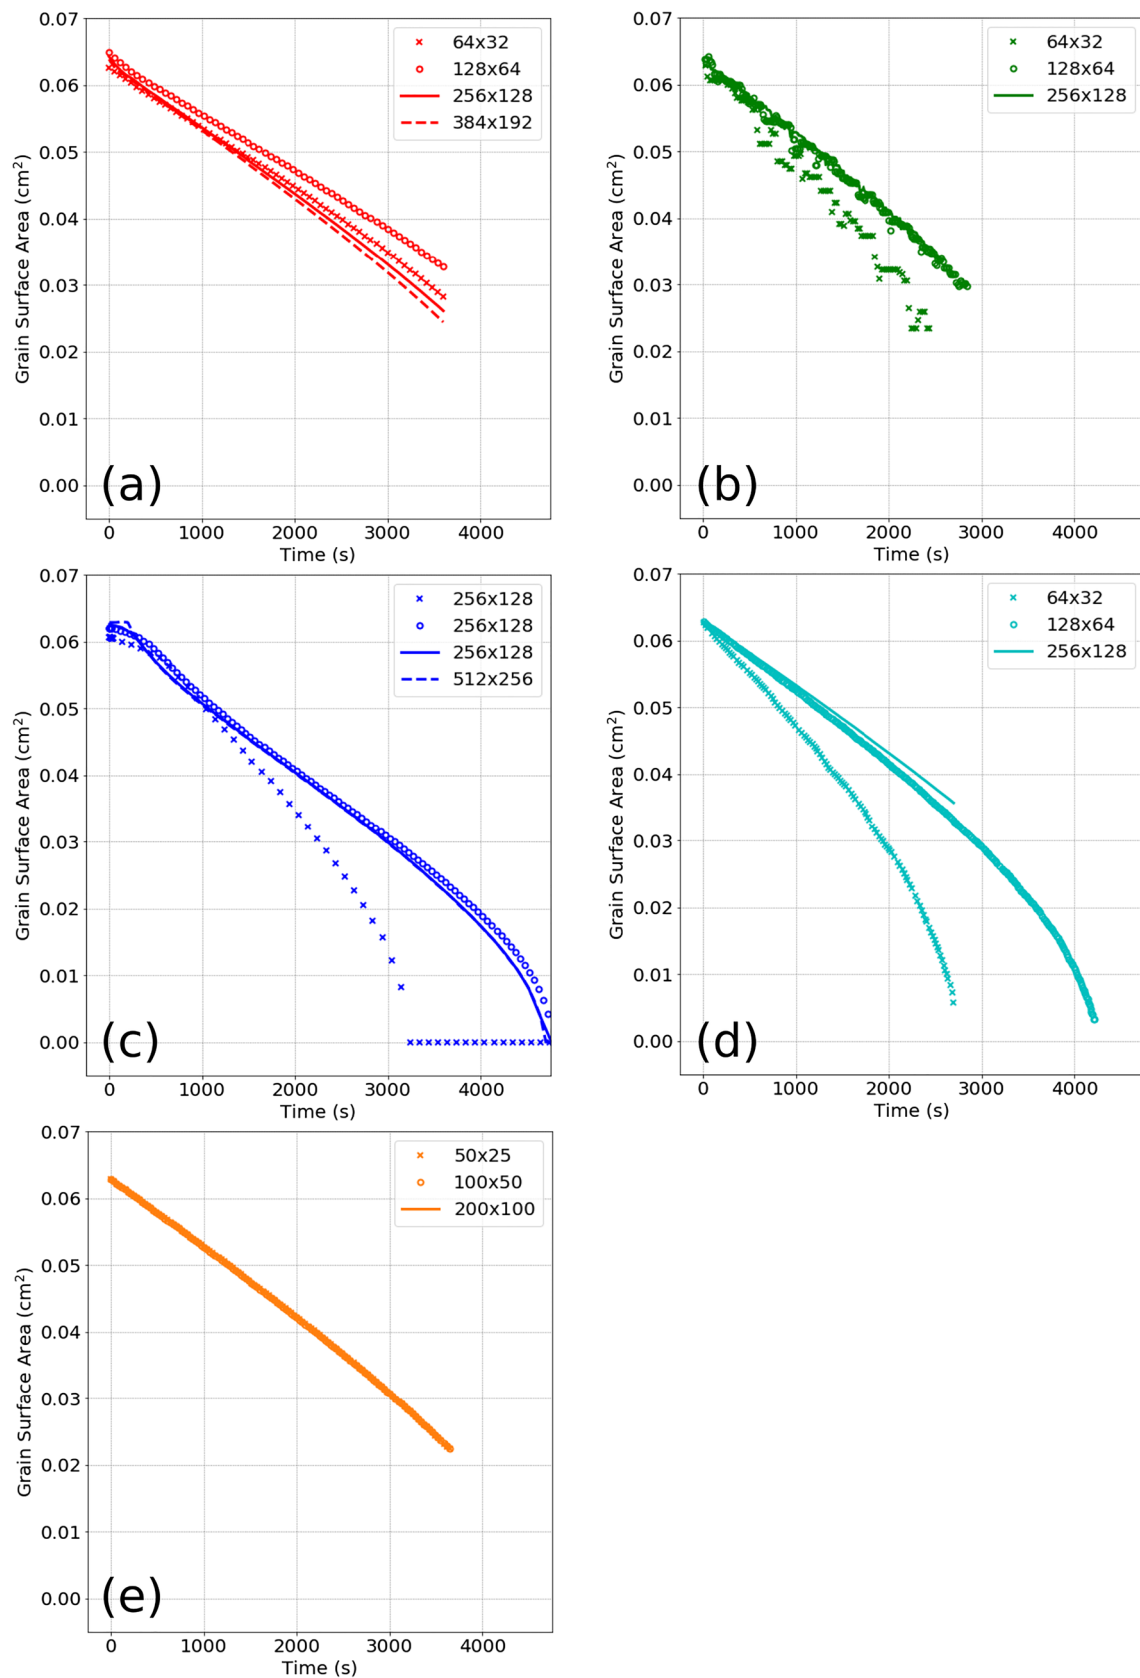 0.07
0.06
0.05
0.04
0.03
0.02
0.01
0.00
Grain Surface Area (cm²)
64x32
128x64
256x128
384x192
(a)
0 1000 2000 3000 4000
Time (s)
0.07
0.06
0.05
0.04
0.03
0.02
0.01
0.00
Grain Surface Area (cm²)
64x32
128x64
256x128
(b)
0 1000 2000 3000 4000
Time (s)
0.07
0.06
0.05
0.04
0.03
0.02
0.01
0.00
Grain Surface Area (cm²)
256x128
256x128
256x128
512x256
(c)
0 1000 2000 3000 4000
Time (s)
0.07
0.06
0.05
0.04
0.03
0.02
0.01
0.00
Grain Surface Area (cm²)
64x32
128x64
256x128
(d)
0 1000 2000 3000 4000
Time (s)
0.07
0.06
0.05
0.04
0.03
0.02
0.01
0.00
Grain Surface Area (cm²)
50x25
100x50
200x100
(e)
0 1000 2000 3000 4000
Time (s)